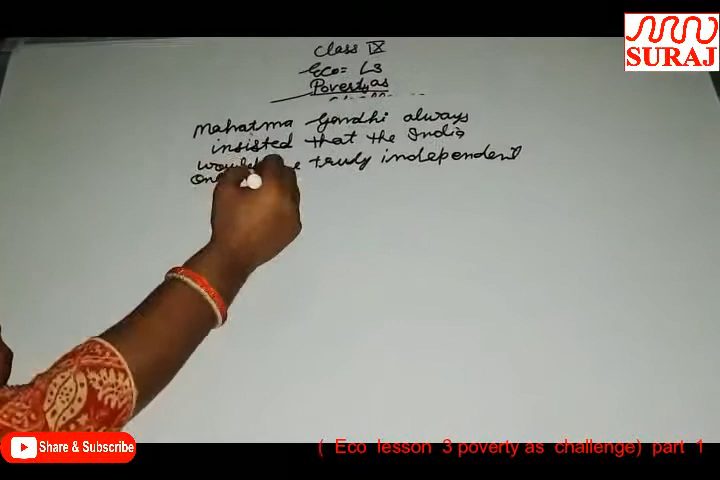 SURAJ
Class IX
Eco= L3
Poverty as
Mahatma Gandhi always
insisted that the India
truly independent
Share & Subscribe
( Eco lesson 3 poverty as challenge) part 1